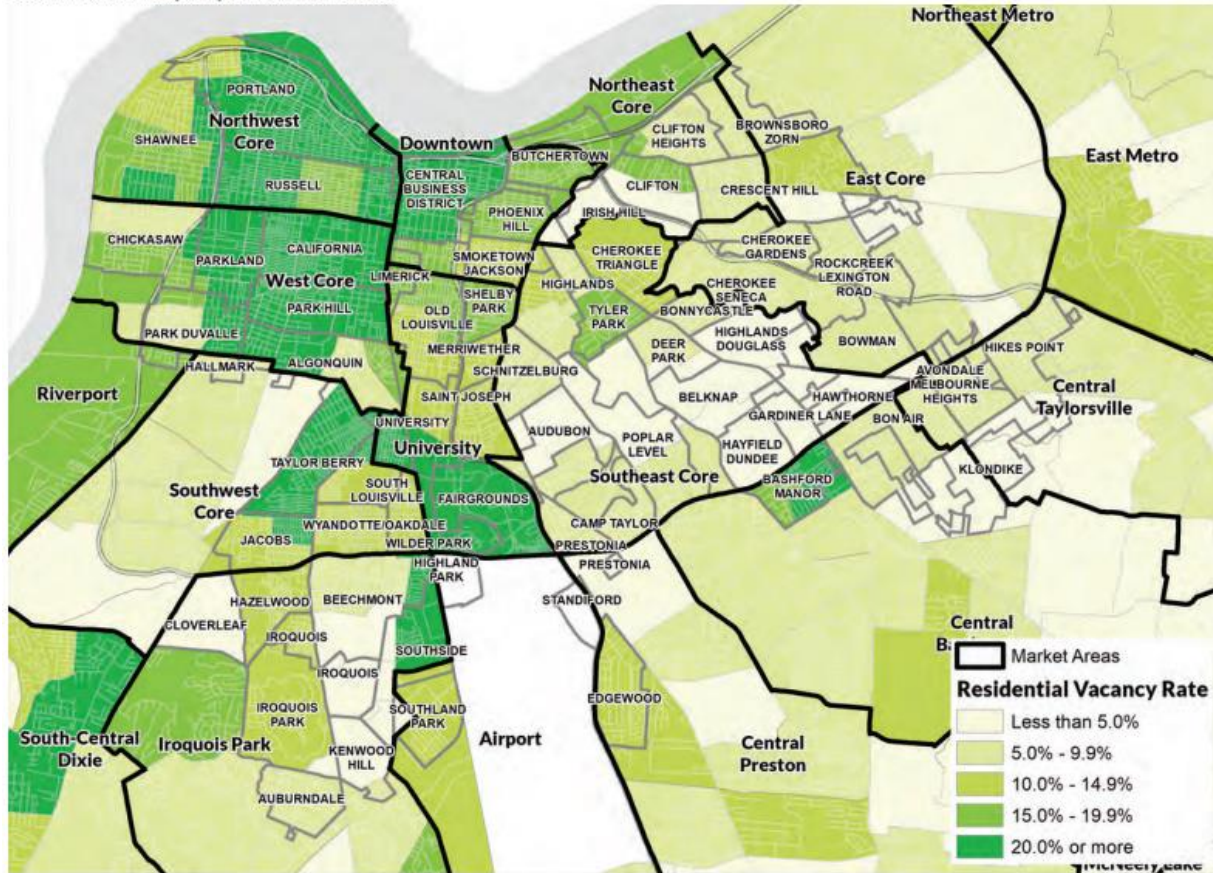 Northeast Metro
PORTLAND
Northeast
Core
Northwest
Core
SHAWNEE
Downtown
CLIFTON
HEIGHTS
BROWNSBORO
ZORN
BUTCHERTOWN
East Metro
RUSSELL
CENTRAL
BUSINESS
DISTRICT
CLIFTON
CRESCENT HILL
East Core
PHOENIX
HILL
IRISH HILL
CHICKASAW
CALIFORNIA
PARKLAND
West Core
LIMERICK
SMOKETOWN
JACKSON
CHEROKEE
TRIANGLE
CHEROKEE
GARDENS
ROCKCREEK
LEXINGTON
ROAD
HIGHLANDS
CHEROKEE
SENECA
PARK HILL
SHELBY
PARK
OLD
LOUISVILLE
TYLER
PARK
BONNYCASTLE
HIGHLANDS
DOUGLASS
PARK DUVALLE
MERRIWETHER
DEER
PARK
BOWMAN
HIKES POINT
HALLMARK
ALGONQUIN
SCHNITZELBURG
AVONDALE
MELBOURNE
HEIGHTS
Central
Taylorsville
Riverport
SAINT JOSEPH
BELKNAP
HAWTHORNE
GARDINER LANE
BON AIR
UNIVERSITY
University
AUDUBON
POPLAR
LEVEL
HAYFIELD
DUNDEE
TAYLOR BERRY
KLONDIKE
SOUTH
LOUISVILLE
Southeast Core
BASHFORD
MANOR
Southwest
Core
FAIRGROUNDS
WYANDOTTE/OAKDALE
CAMP TAYLOR
JACOBS
WILDER PARK
PRESTONIA
HIGHLAND
PARK
PRESTONIA
HAZELWOOD
BEECHMONT
STANDIFORD
CLOVERLEAF
IROQUOIS
SOUTHSIDE
Central
IROQUOIS
Market Areas
Residential Vacancy Rate
Less than 5.0%
5.0% - 9.9%
10.0% - 14.9%
15.0% - 19.9%
20.0% or more
IROQUOIS
PARK
SOUTHLAND
PARK
EDGEWOOD
South-Central
Dixie
Iroquois Park
KENWOOD
HILL
Airport
Central
Preston
AUBURNDALE
McNeely Lake